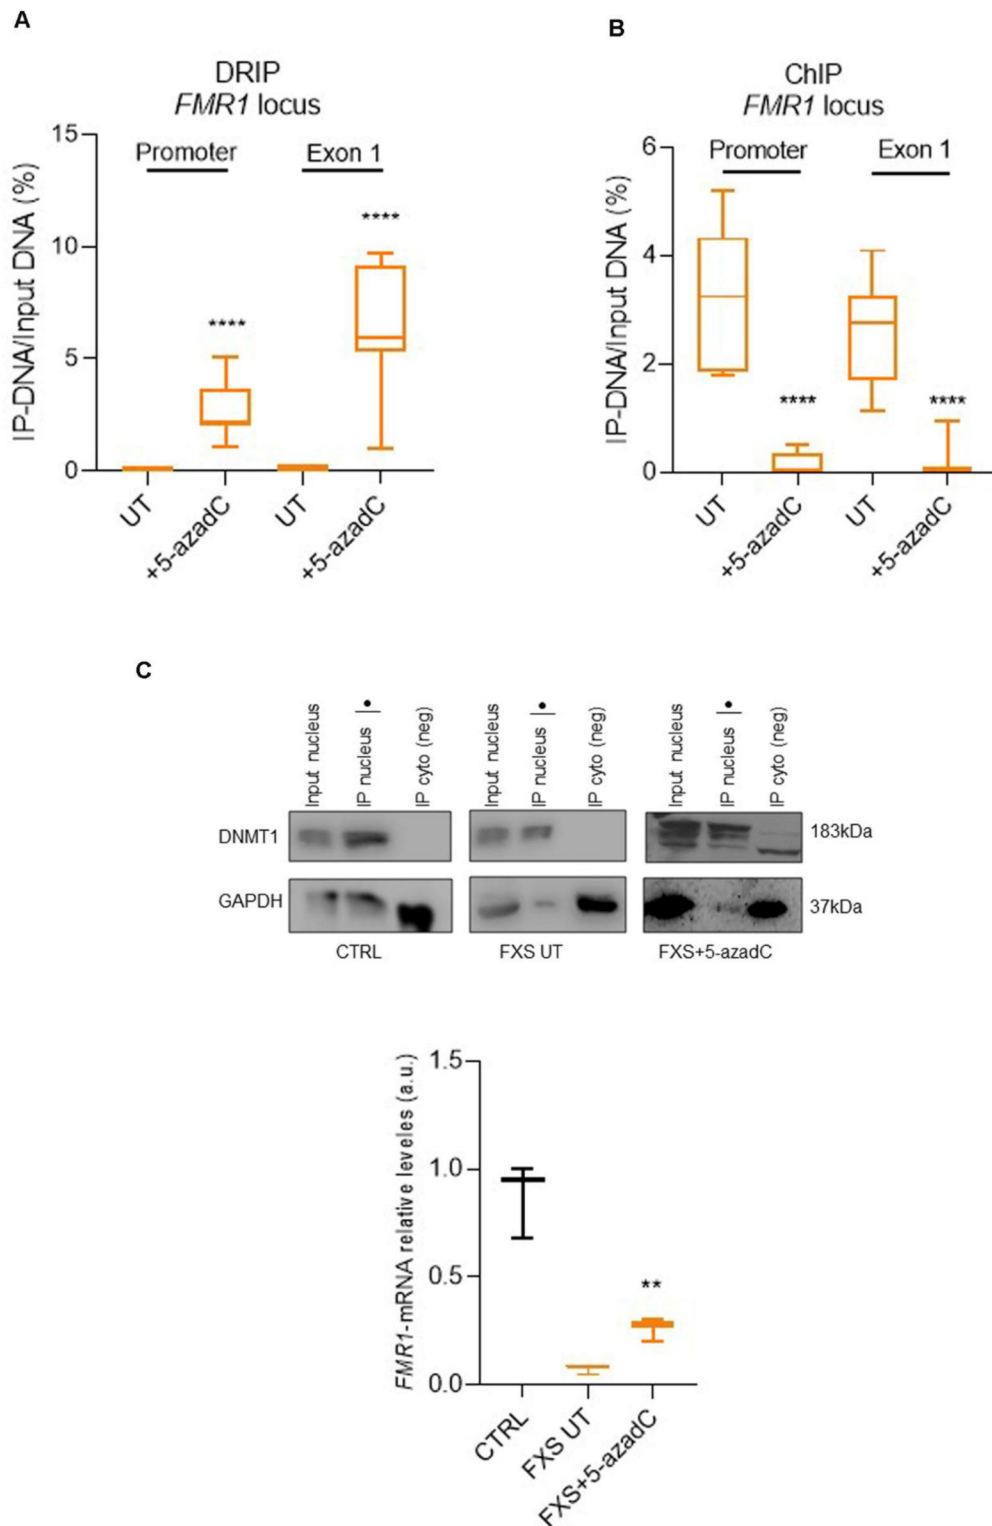 A
DRIP
FMR1 locus
IP-DNA/Input DNA (%)
15
10
5
0
Promoter
Exon 1
****
****
UT
+5-azadC
UT
+5-azadC
B
ChIP
FMR1 locus
IP-DNA/Input DNA (%)
6
4
2
0
Promoter
Exon 1
****
****
UT
+5-azadC
UT
+5-azadC
C
Input nucleus
IP nucleus
IP cyto (neg)
Input nucleus
IP nucleus
IP cyto (neg)
Input nucleus
IP nucleus
IP cyto (neg)
DNMT1
183kDa
GAPDH
37kDa
CTRL
FXS UT
FXS+5-azadC
FMR1-mRNA relative leveles (a.u.)
1.5
1.0
0.5
0.0
**
CTRL
FXS UT
FXS+5-azadC